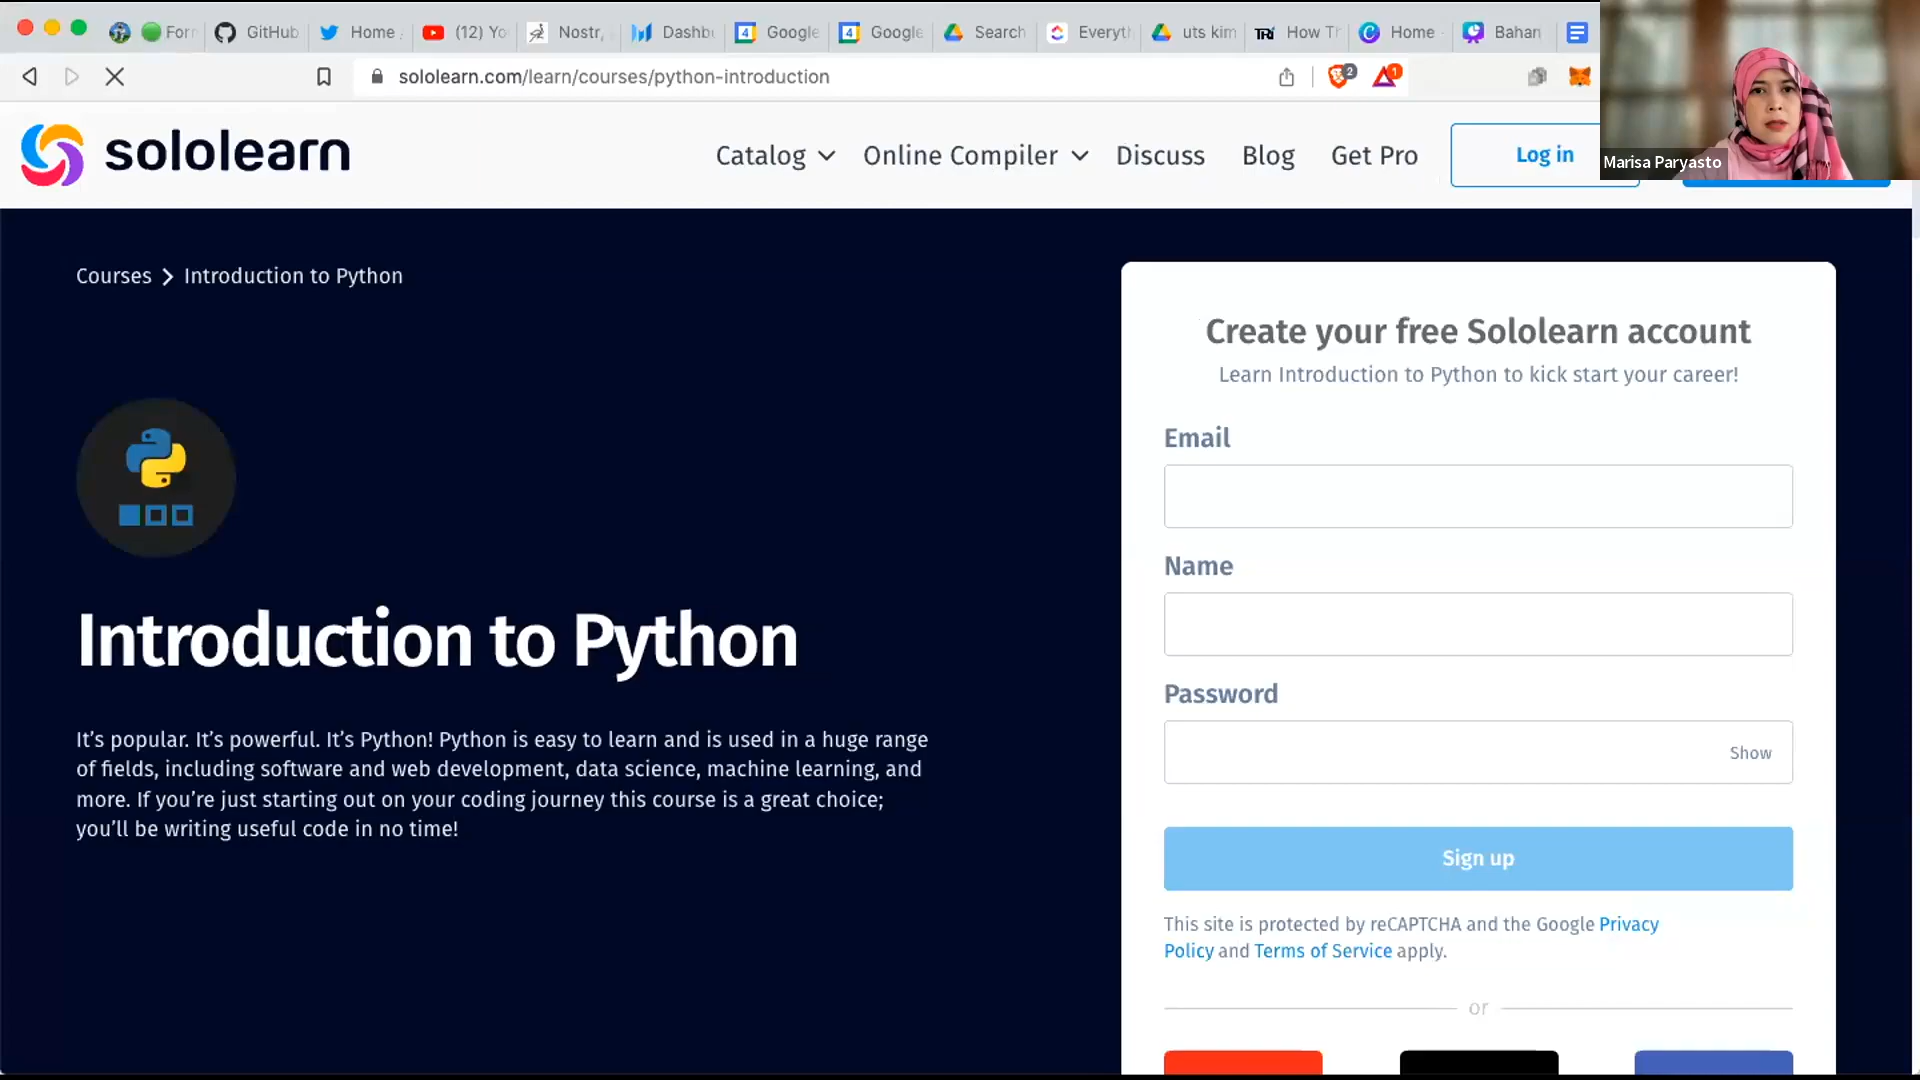 For
GitHub
Home
(12) Yo
Nostr,
Dashb
Google
Google
Search
Everyt
uts kim
How Th
Home
Bahan
sololearn.com/learn/courses/python-introduction
2
1
sololearn
Catalog
Online Compiler
Discuss
Blog
Get Pro
Log in
Marisa Paryasto
Courses > Introduction to Python
Introduction to Python
It’s popular. It’s powerful. It’s Python! Python is easy to learn and is used in a huge range
of fields, including software and web development, data science, machine learning, and
more. If you’re just starting out on your coding journey this course is a great choice;
you’ll be writing useful code in no time!
Create your free Sololearn account
Learn Introduction to Python to kick start your career!
Email
Name
Password
Show
Sign up
This site is protected by reCAPTCHA and the Google Privacy
Policy and Terms of Service apply.
or